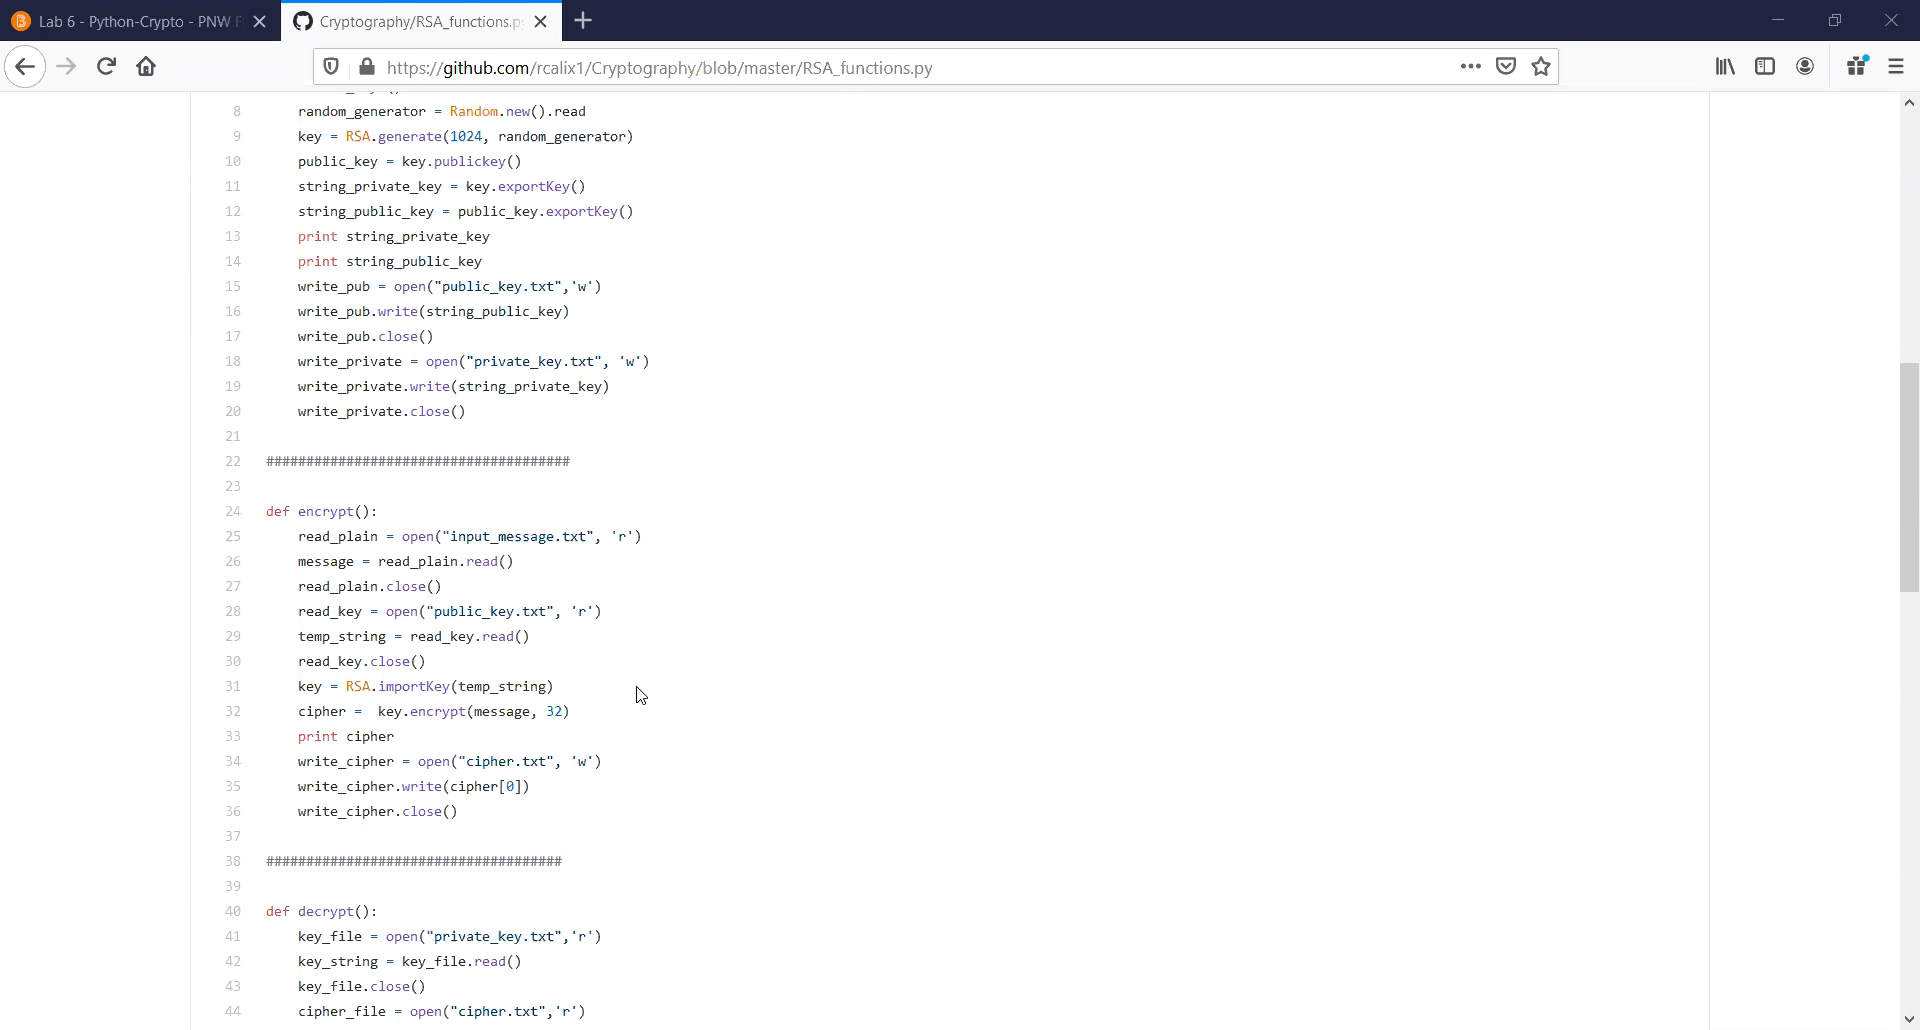 Lab 6 - Python-Crypto - PNW
Cryptography/RSA_functions.p
https://github.com/rcalix1/Cryptography/blob/master/RSA_functions.py
8 random_generator = Random.new().read
9 key = RSA.generate(1024, random_generator)
10 public_key = key.publickey()
11 string_private_key = key.exportKey()
12 string_public_key = public_key.exportKey()
13 print string_private_key
14 print string_public_key
15 write_pub = open("public_key.txt",'w')
16 write_pub.write(string_public_key)
17 write_pub.close()
18 write_private = open("private_key.txt", 'w')
19 write_private.write(string_private_key)
20 write_private.close()
21
22 ######################################
23
24 def encrypt():
25 read_plain = open("input_message.txt", 'r')
26 message = read_plain.read()
27 read_plain.close()
28 read_key = open("public_key.txt", 'r')
29 temp_string = read_key.read()
30 read_key.close()
31 key = RSA.importKey(temp_string)
32 cipher =  key.encrypt(message, 32)
33 print cipher
34 write_cipher = open("cipher.txt", 'w')
35 write_cipher.write(cipher[0])
36 write_cipher.close()
37
38 #####################################
39
40 def decrypt():
41 key_file = open("private_key.txt",'r')
42 key_string = key_file.read()
43 key_file.close()
44 cipher_file = open("cipher.txt",'r')